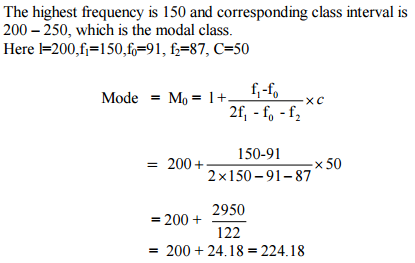 The highest frequency is 150 and corresponding class interval is
200 – 250, which is the modal class.
Here l=200,f₁=150,f₀=91, f₂=87, C=50
Mode = M₀ = l + (f₁-f₀)/(2f₁ - f₀ - f₂) × c
= 200 + (150-91)/(2×150 – 91 – 87) × 50
= 200 + 2950/122
= 200 + 24.18 = 224.18